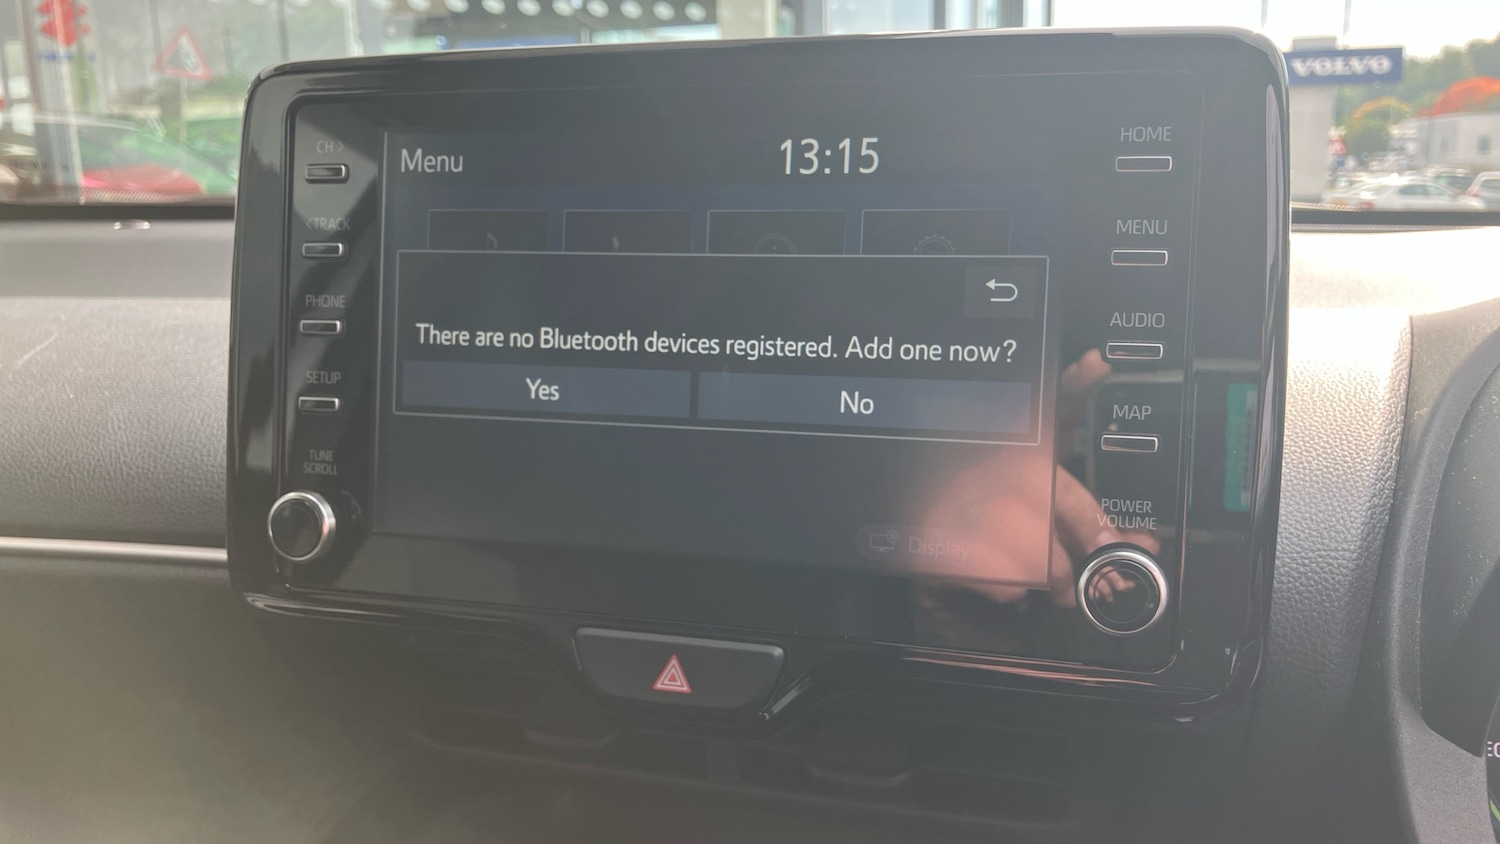 VOLVO
CH >
<TRACK
PHONE
SETUP
TUNE
SCROLL
Menu
13:15
There are no Bluetooth devices registered. Add one now?
Yes
No
Display
HOME
MENU
AUDIO
MAP
POWER
VOLUME